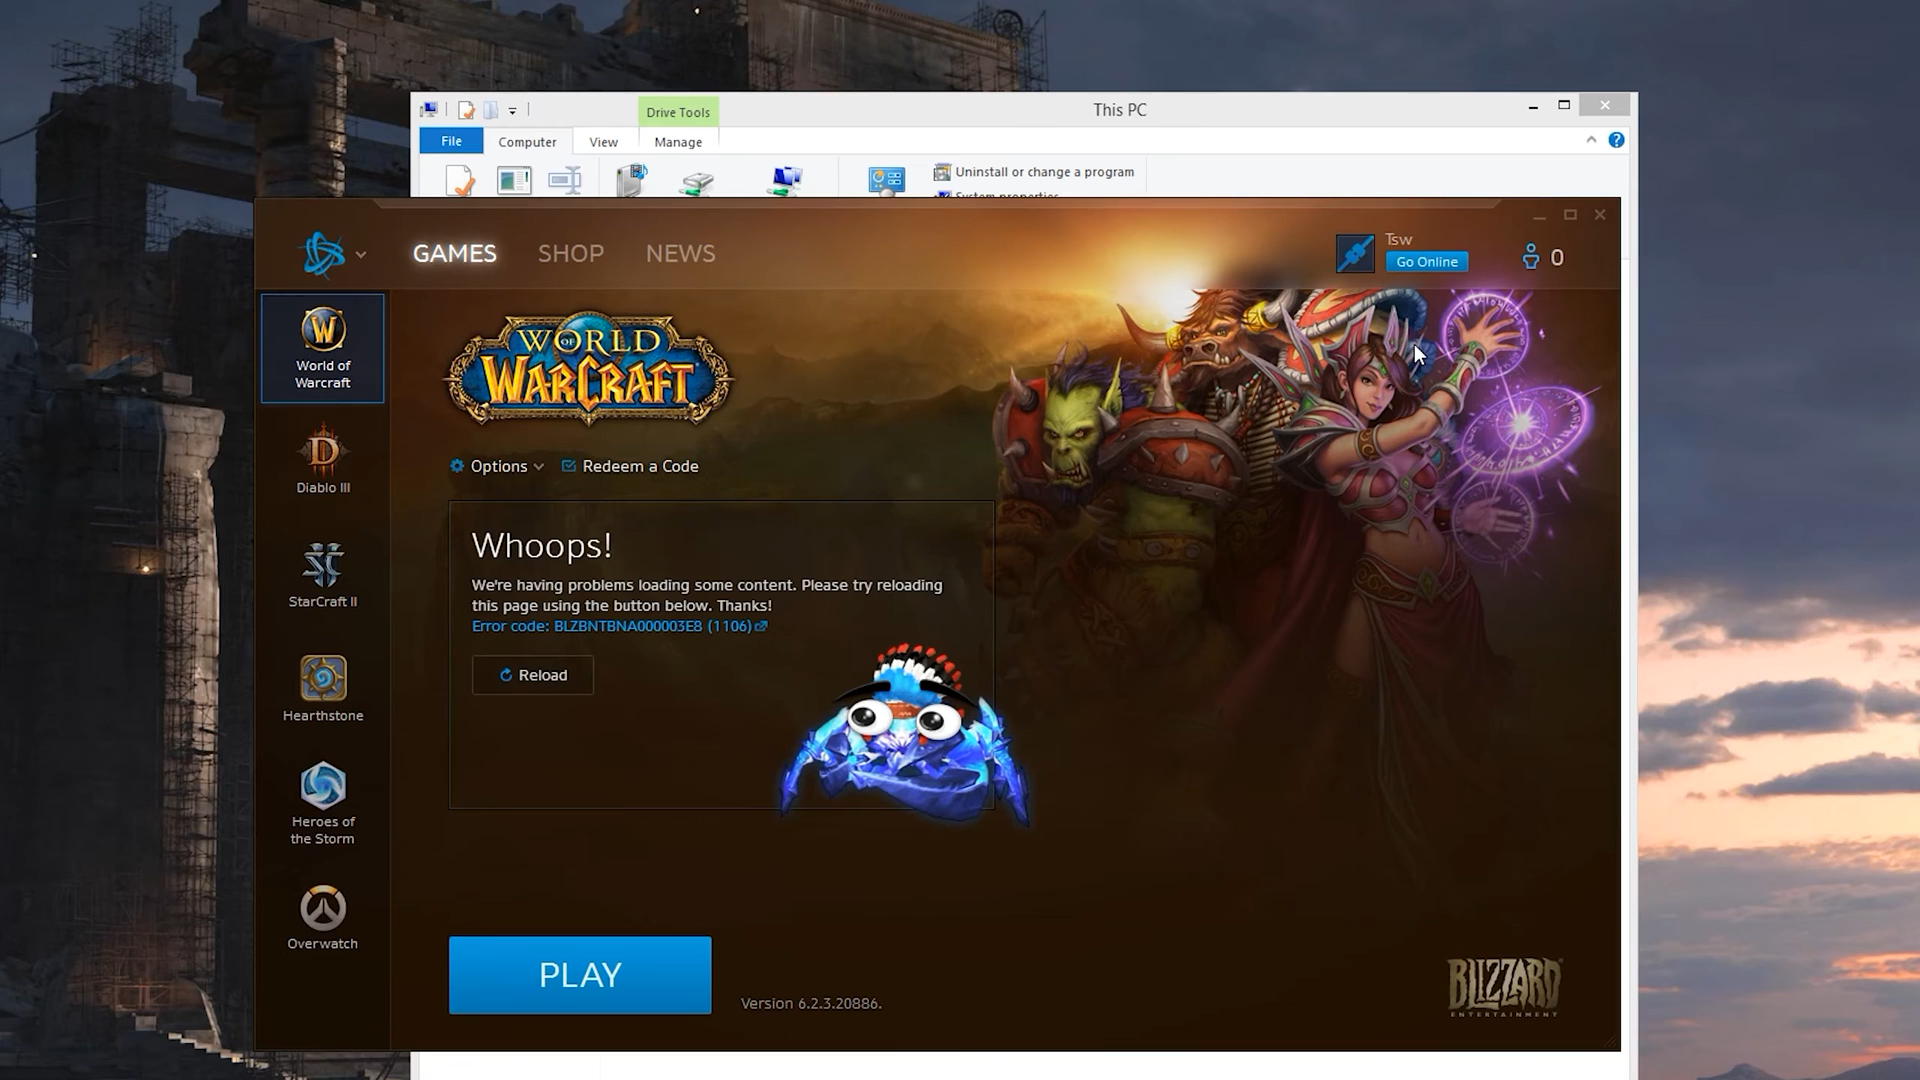 Drive Tools
This PC
File
Computer
View
Manage
Uninstall or change a program
System properties
GAMES
SHOP
NEWS
Tsw
Go Online
0
World of
Warcraft
Diablo III
StarCraft II
Hearthstone
Heroes of
the Storm
Overwatch
WORLD
OF
WARCRAFT
Options
Redeem a Code
Whoops!
We're having problems loading some content. Please try reloading
this page using the button below. Thanks!
Error code: BLZBNTBNA000003E8 (1106)
Reload
PLAY
Version 6.2.3.20886.
BLIZZARD
ENTERTAINMENT